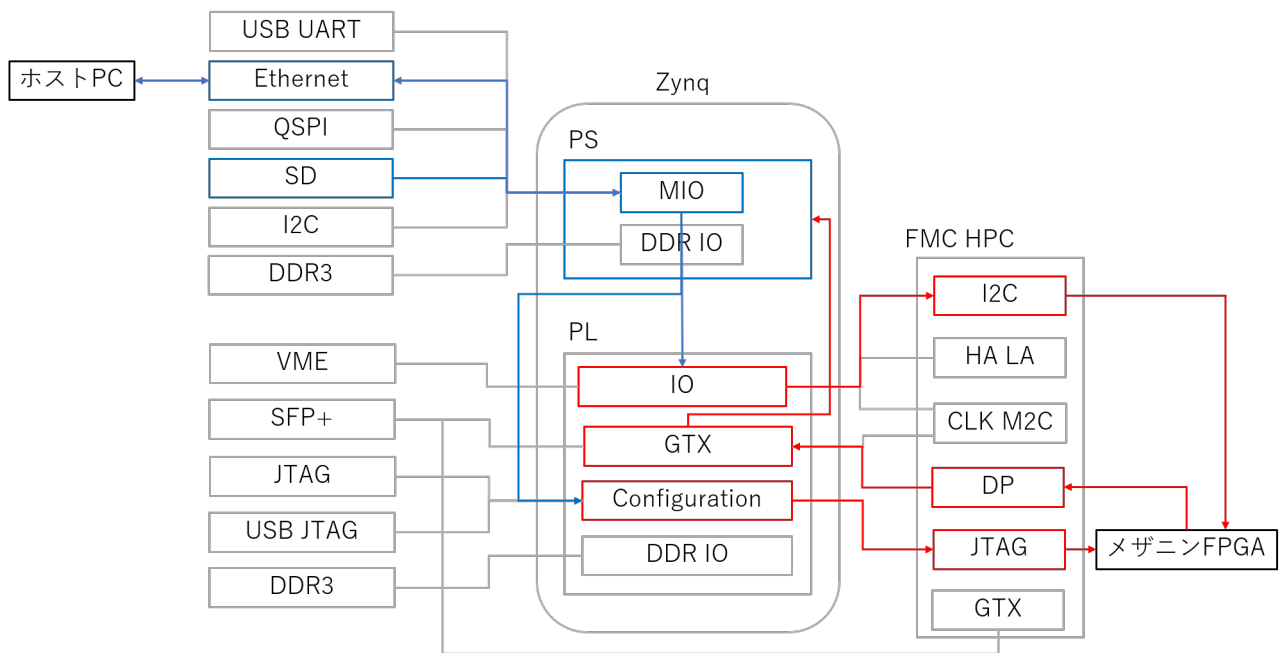 USB UART
ホストPC
Ethernet
QSPI
SD
I2C
DDR3
VME
SFP+
JTAG
USB JTAG
DDR3
Zynq
PS
MIO
DDR IO
PL
IO
GTX
Configuration
DDR IO
FMC HPC
I2C
HA LA
CLK M2C
DP
JTAG
GTX
メザニンFPGA